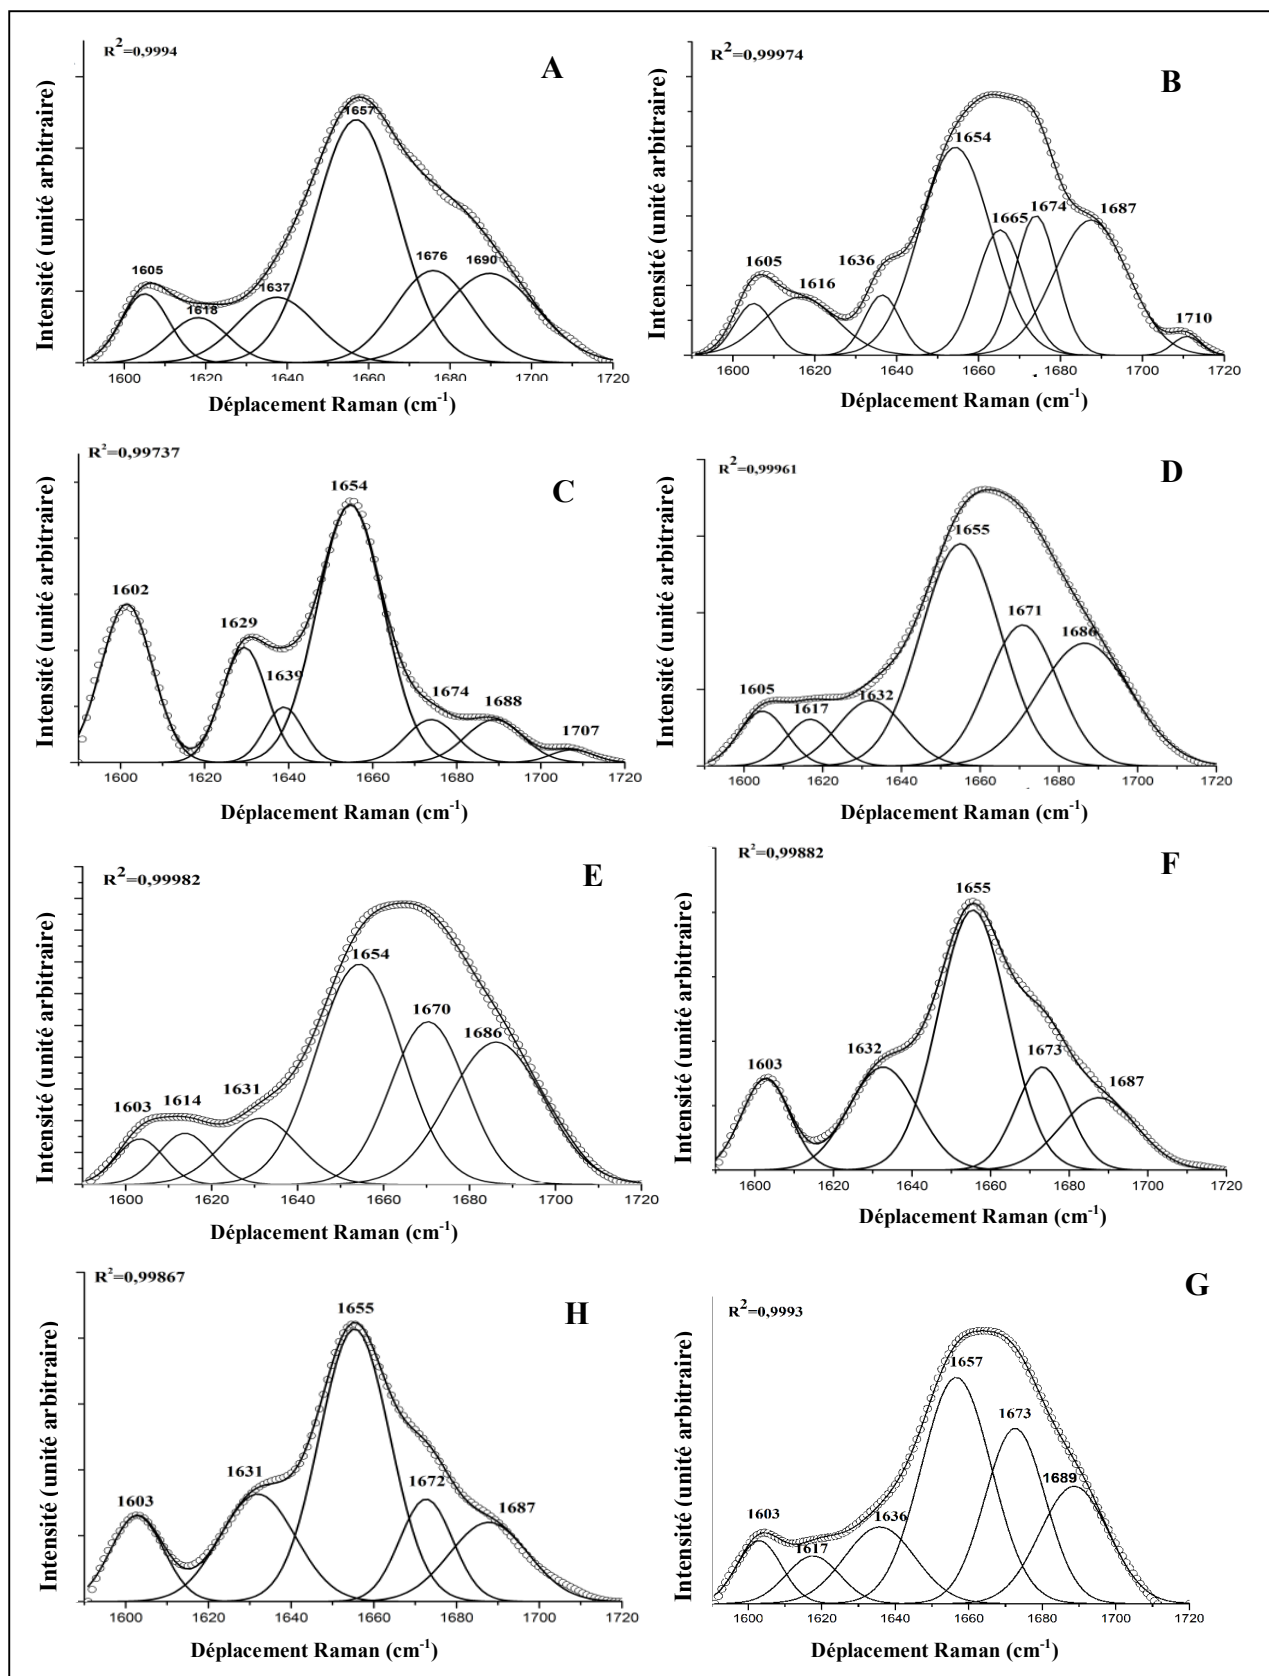 R²=0,9994
A
Intensité (unité arbitraire)
1605
1618
1637
1657
1676
1690
1600 1620 1640 1660 1680 1700 1720
Déplacement Raman (cm⁻¹)
R²=0,99974
B
Intensité (unité arbitraire)
1605
1616
1636
1654
1665
1674
1687
1710
1600 1620 1640 1660 1680 1700 1720
Déplacement Raman (cm⁻¹)
R²=0,99737
C
Intensité (unité arbitraire)
1602
1629
1639
1654
1674
1688
1707
1600 1620 1640 1660 1680 1700 1720
Déplacement Raman (cm⁻¹)
R²=0,99961
D
Intensité (unité arbitraire)
1605
1617
1632
1655
1671
1686
1600 1620 1640 1660 1680 1700 1720
Déplacement Raman (cm⁻¹)
R²=0,99982
E
Intensité (unité arbitraire)
1603
1614
1631
1654
1670
1686
1600 1620 1640 1660 1680 1700 1720
Déplacement Raman (cm⁻¹)
R²=0,99882
F
Intensité (unité arbitraire)
1603
1632
1655
1673
1687
1600 1620 1640 1660 1680 1700 1720
Déplacement Raman (cm⁻¹)
R²=0,99867
H
Intensité (unité arbitraire)
1603
1631
1655
1672
1687
1600 1620 1640 1660 1680 1700 1720
Déplacement Raman (cm⁻¹)
R²=0,9993
G
Intensité (unité arbitraire)
1603
1617
1636
1657
1673
1689
1600 1620 1640 1660 1680 1700 1720
Déplacement Raman (cm⁻¹)